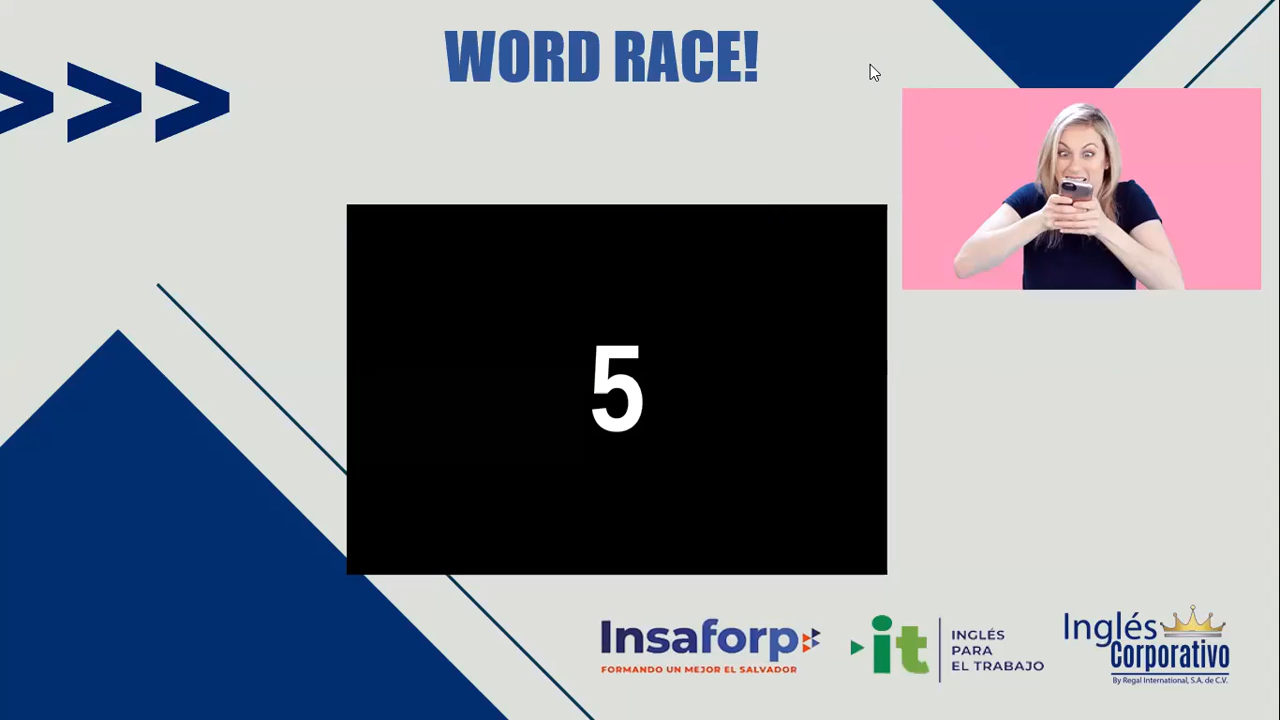 WORD RACE!
5
Insaforp
FORMANDO UN MEJOR EL SALVADOR
it
INGLÉS
PARA
EL TRABAJO
Inglés
Corporativo
By Regal International, S.A. de C.V.